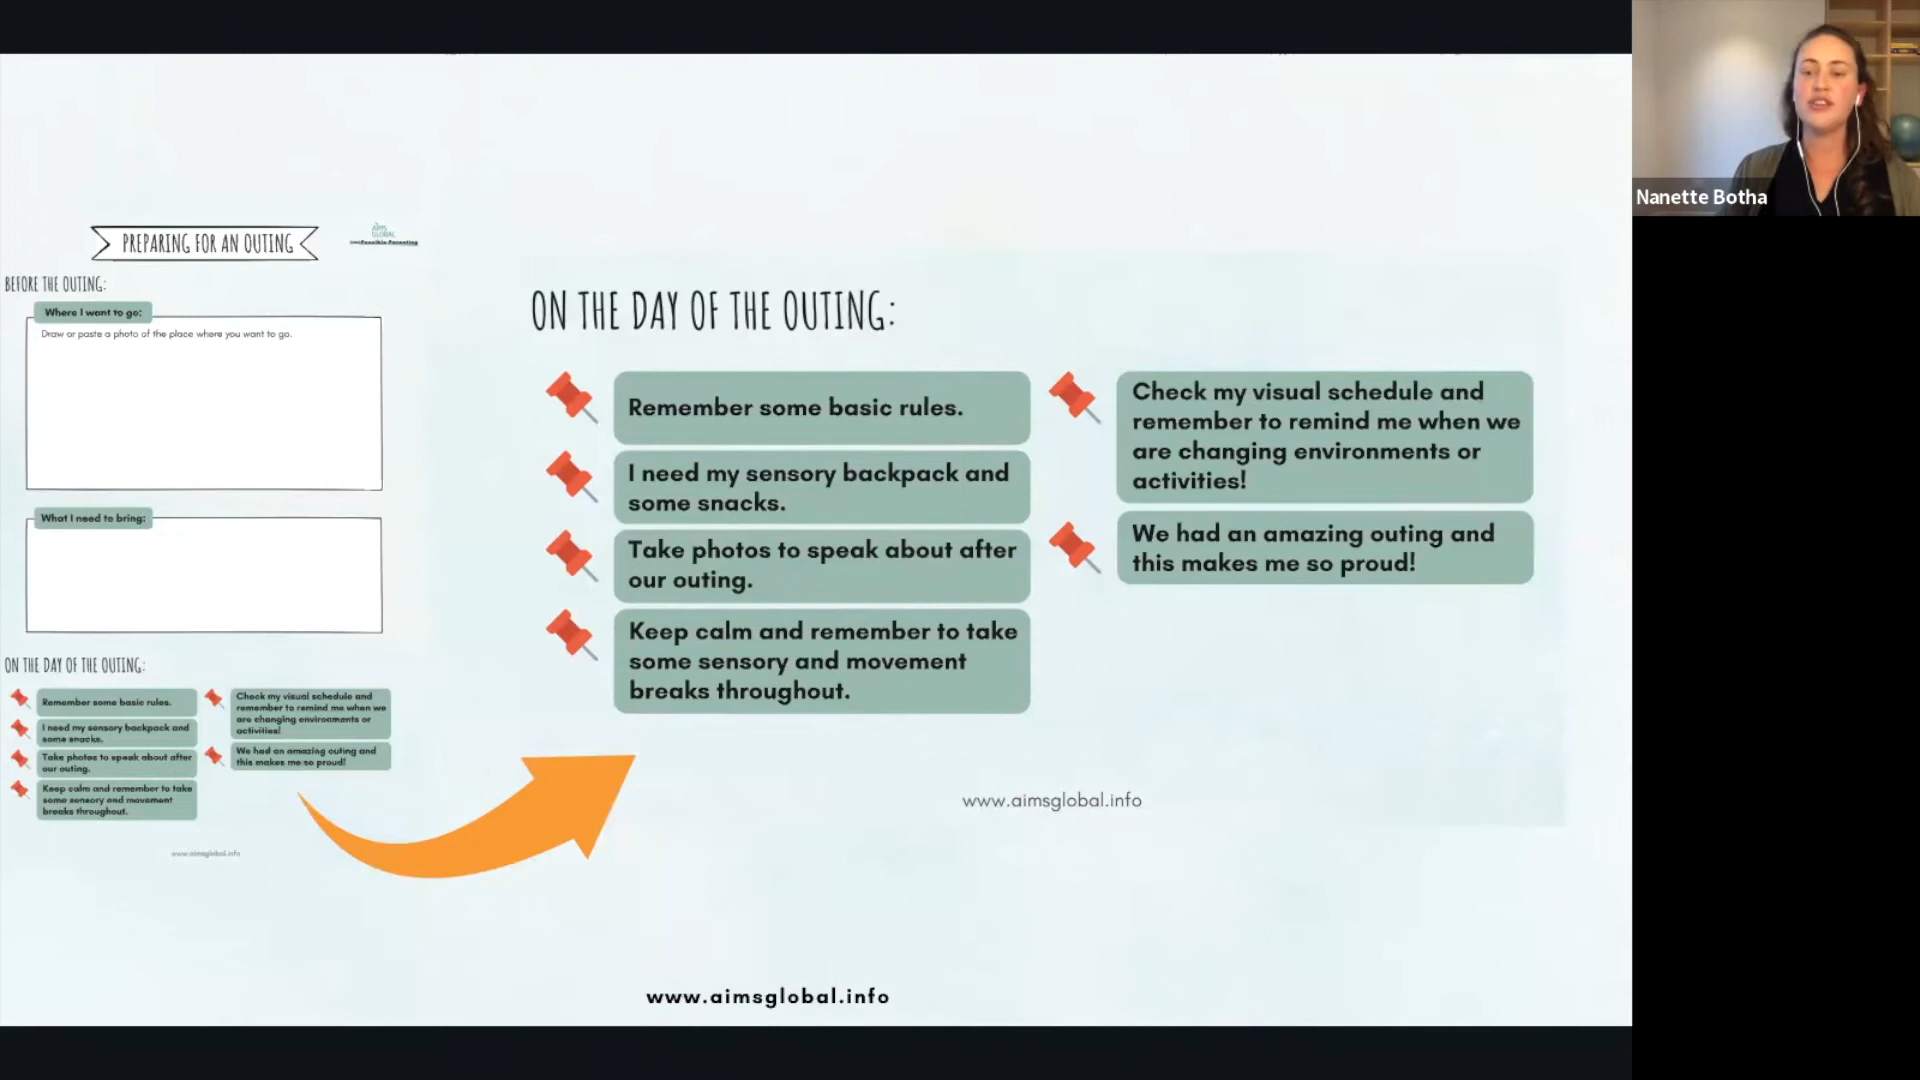 PREPARING FOR AN OUTING
aims
GLOBAL
BEFORE THE OUTING:
Where I want to go:
Draw or paste a photo of the place where you want to go.
What I need to bring:
ON THE DAY OF THE OUTING:
Remember some basic rules.
I need my sensory backpack and
some snacks.
Take photos to speak about after
our outing.
Keep calm and remember to take
some sensory and movement
breaks throughout.
Check my visual schedule and
remember to remind me when we
are changing environments or
activities!
We had an amazing outing and
this makes me so proud!
www.aimsglobal.info
ON THE DAY OF THE OUTING:
Remember some basic rules.
I need my sensory backpack and
some snacks.
Take photos to speak about after
our outing.
Keep calm and remember to take
some sensory and movement
breaks throughout.
Check my visual schedule and
remember to remind me when we
are changing environments or
activities!
We had an amazing outing and
this makes me so proud!
www.aimsglobal.info
www.aimsglobal.info
Nanette Botha